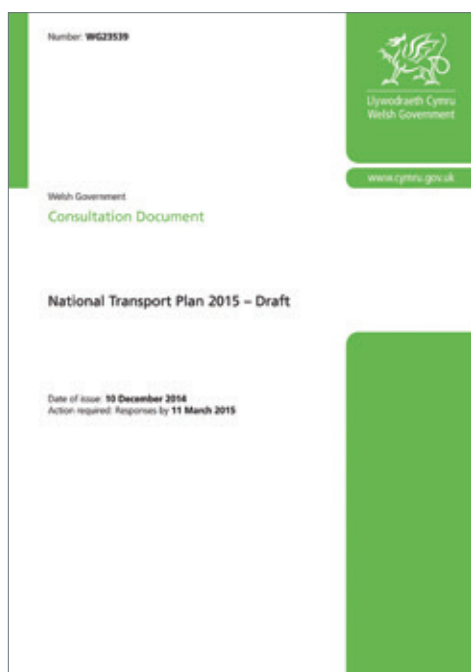 Number: WG23539
Llywodraeth Cymru
Welsh Government
www.cymru.gov.uk
Welsh Government
Consultation Document
National Transport Plan 2015 – Draft
Date of issue: 10 December 2014
Action required: Responses by 11 March 2015